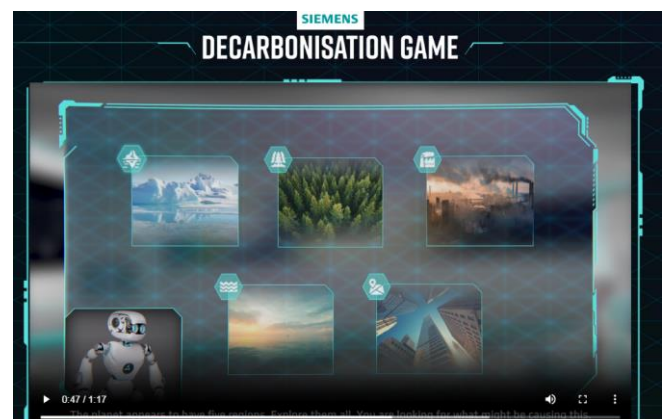 SIEMENS
DECARBONISATION GAME
0:47 / 1:17
The planet appears to have five regions. Explore them all. You are looking for what might be causing this